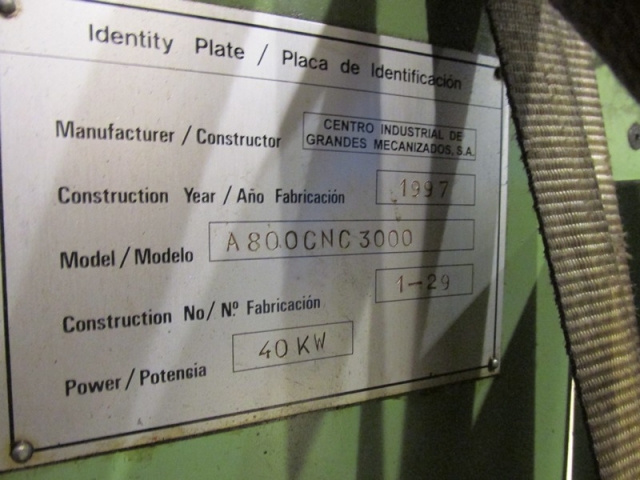 Identity Plate / Placa de Identificación
Manufacturer / Constructor CENTRO INDUSTRIAL DE
GRANDES MECANIZADOS, S.A.
Construction Year / Año Fabricación 1997
Model / Modelo A800CNC3000
Construction No/ Nº Fabricación 1-29
Power / Potencia 40 KW